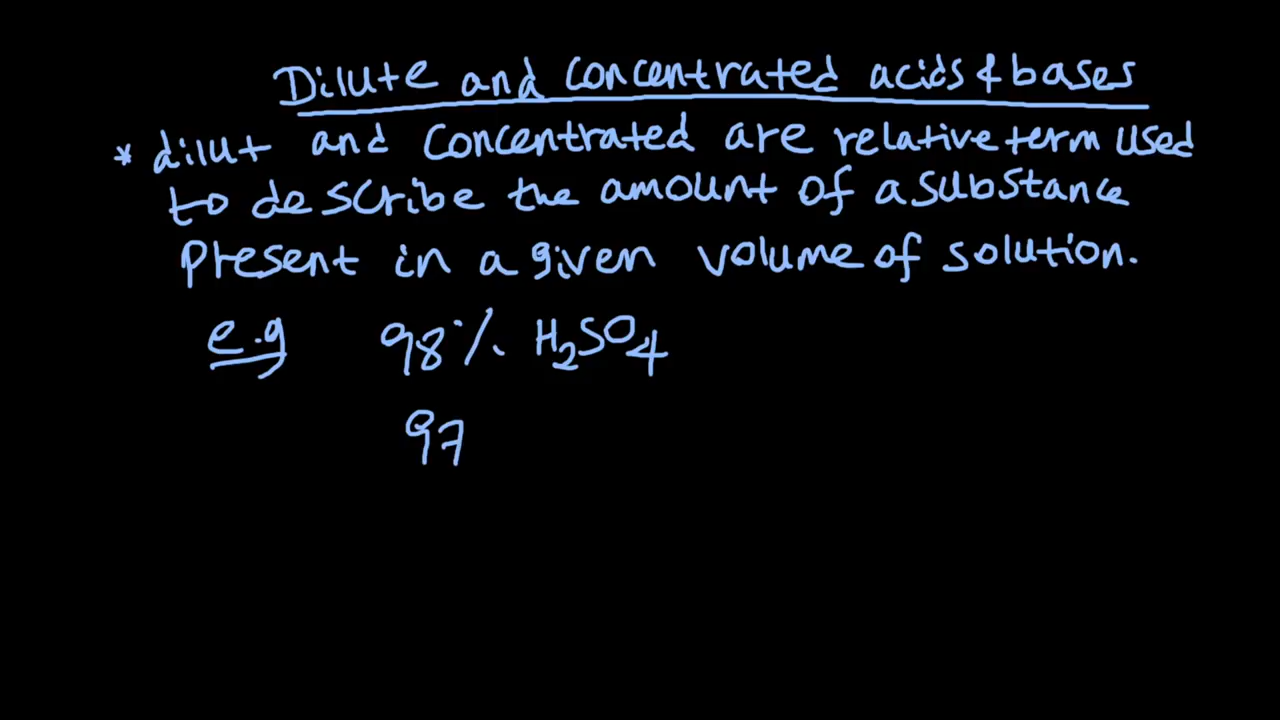 Dilute and concentrated acids & bases
* dilut and concentrated are relative term used
to describe the amount of a substance
present in a given volume of solution.
e.g 98% H₂SO₄
97